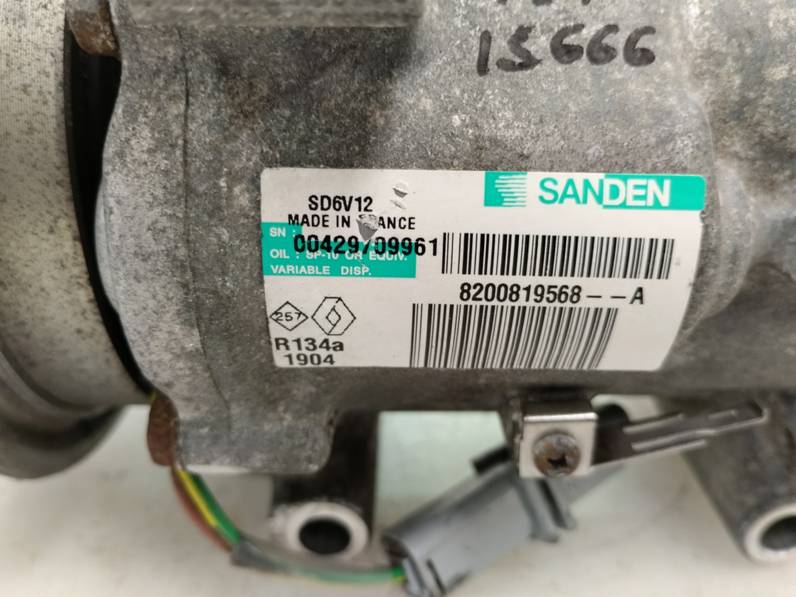 15666
SANDEN
SD6V12
MADE IN FRANCE
SN :
00429709961
OIL : SP-10 OR EQUIV.
VARIABLE DISP.
8200819568--A
257
R134a
1904